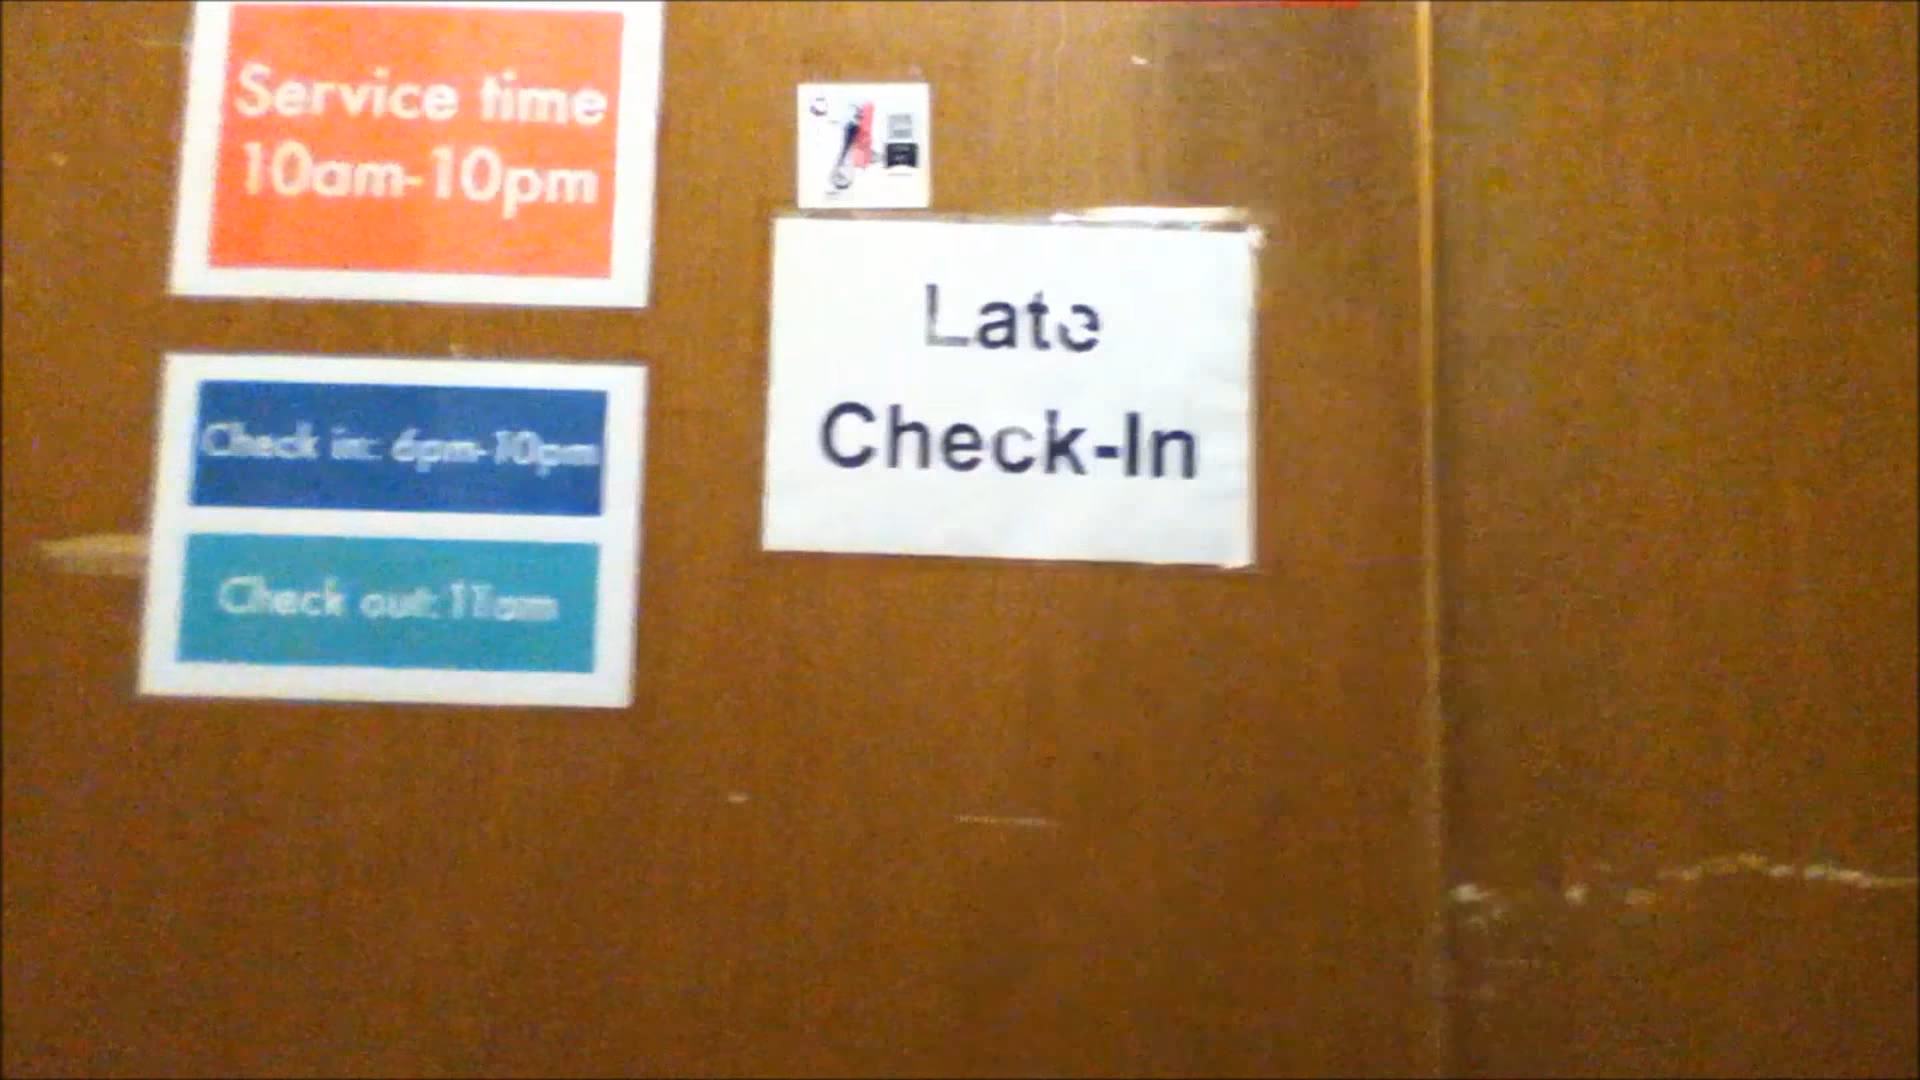 Service time
10am-10pm
Check in: 6pm-10pm
Check out: 11am
Late
Check-In